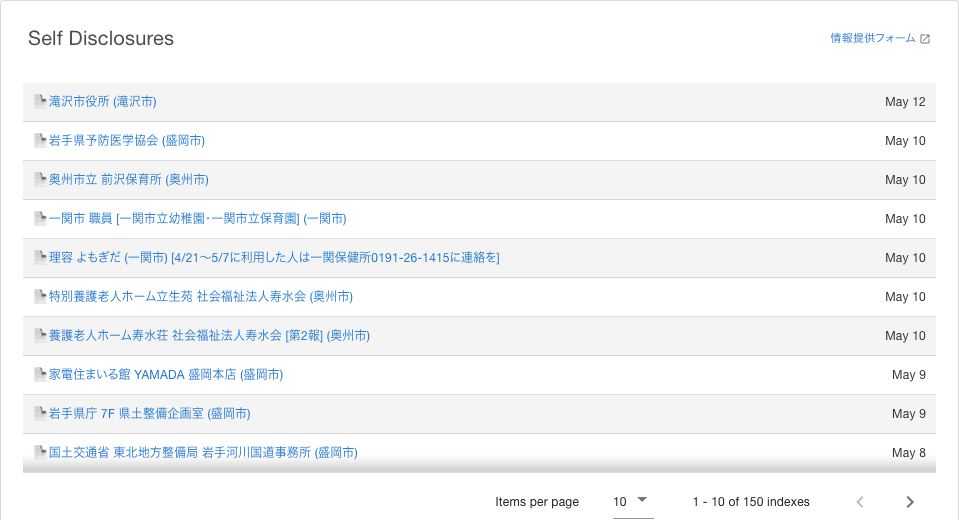 Self Disclosures
情報提供フォーム
滝沢市役所 (滝沢市) May 12
岩手県予防医学協会 (盛岡市) May 10
奥州市立 前沢保育所 (奥州市) May 10
一関市 職員 [一関市立幼稚園・一関市立保育園] (一関市) May 10
理容 よもぎだ (一関市) [4/21〜5/7に利用した人は一関保健所0191-26-1415に連絡を] May 10
特別養護老人ホーム立生苑 社会福祉法人寿水会 (奥州市) May 10
養護老人ホーム寿水荘 社会福祉法人寿水会 [第2報] (奥州市) May 10
家電住まいる館 YAMADA 盛岡本店 (盛岡市) May 9
岩手県庁 7F 県土整備企画室 (盛岡市) May 9
国土交通省 東北地方整備局 岩手河川国道事務所 (盛岡市) May 8
Items per page 10 1 - 10 of 150 indexes